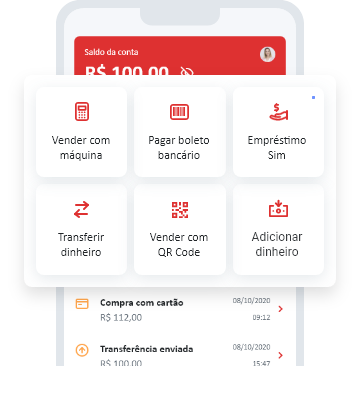 Saldo da conta
R$ 100,00
Vender com
máquina
Pagar boleto
bancário
Empréstimo
Sim
Transferir
dinheiro
Vender com
QR Code
Adicionar
dinheiro
Compra com cartão
08/10/2020
R$ 112,00
09:12
Transferência enviada
08/10/2020
R$ 100,00
15:47